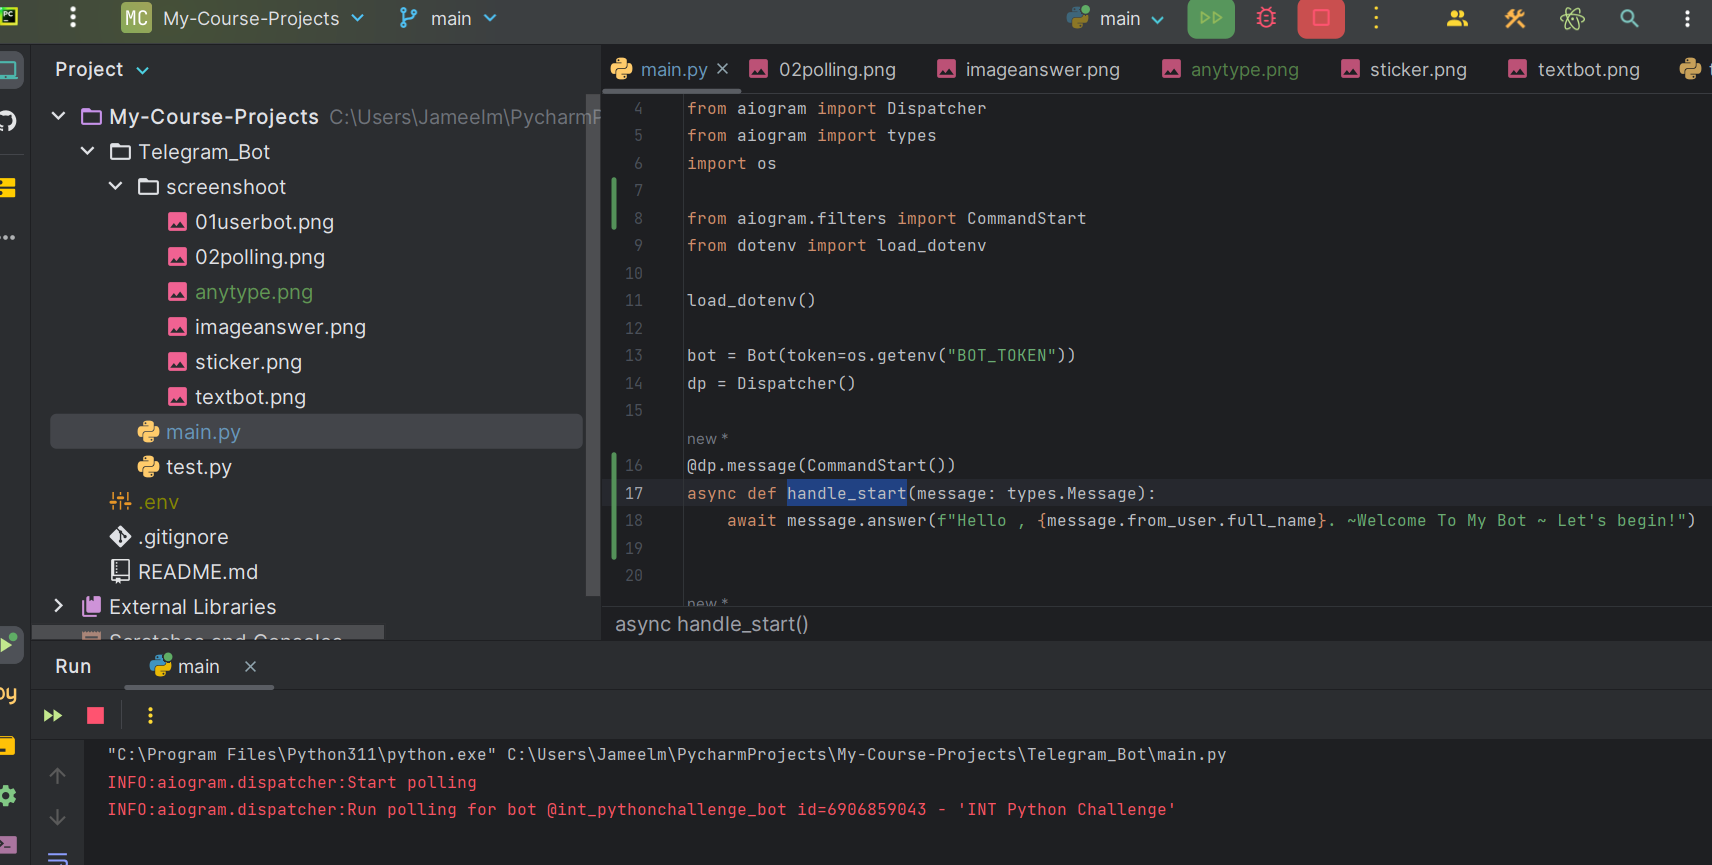 PC
MC My-Course-Projects main main
Project
My-Course-Projects C:\Users\Jameelm\PycharmP
Telegram_Bot
screenshoot
01userbot.png
02polling.png
anytype.png
imageanswer.png
sticker.png
textbot.png
main.py
test.py
.env
.gitignore
README.md
External Libraries
Scratches and Consoles
main.py 02polling.png imageanswer.png anytype.png sticker.png textbot.png
4 from aiogram import Dispatcher
5 from aiogram import types
6 import os
7
8 from aiogram.filters import CommandStart
9 from dotenv import load_dotenv
10
11 load_dotenv()
12
13 bot = Bot(token=os.getenv("BOT_TOKEN"))
14 dp = Dispatcher()
15
new *
16 @dp.message(CommandStart())
17 async def handle_start(message: types.Message):
18 await message.answer(f"Hello , {message.from_user.full_name}. ~Welcome To My Bot ~ Let's begin!")
19
20
new *
async handle_start()
Run main
"C:\Program Files\Python311\python.exe" C:\Users\Jameelm\PycharmProjects\My-Course-Projects\Telegram_Bot\main.py
INFO:aiogram.dispatcher:Start polling
INFO:aiogram.dispatcher:Run polling for bot @int_pythonchallenge_bot id=6906859043 - 'INT Python Challenge'